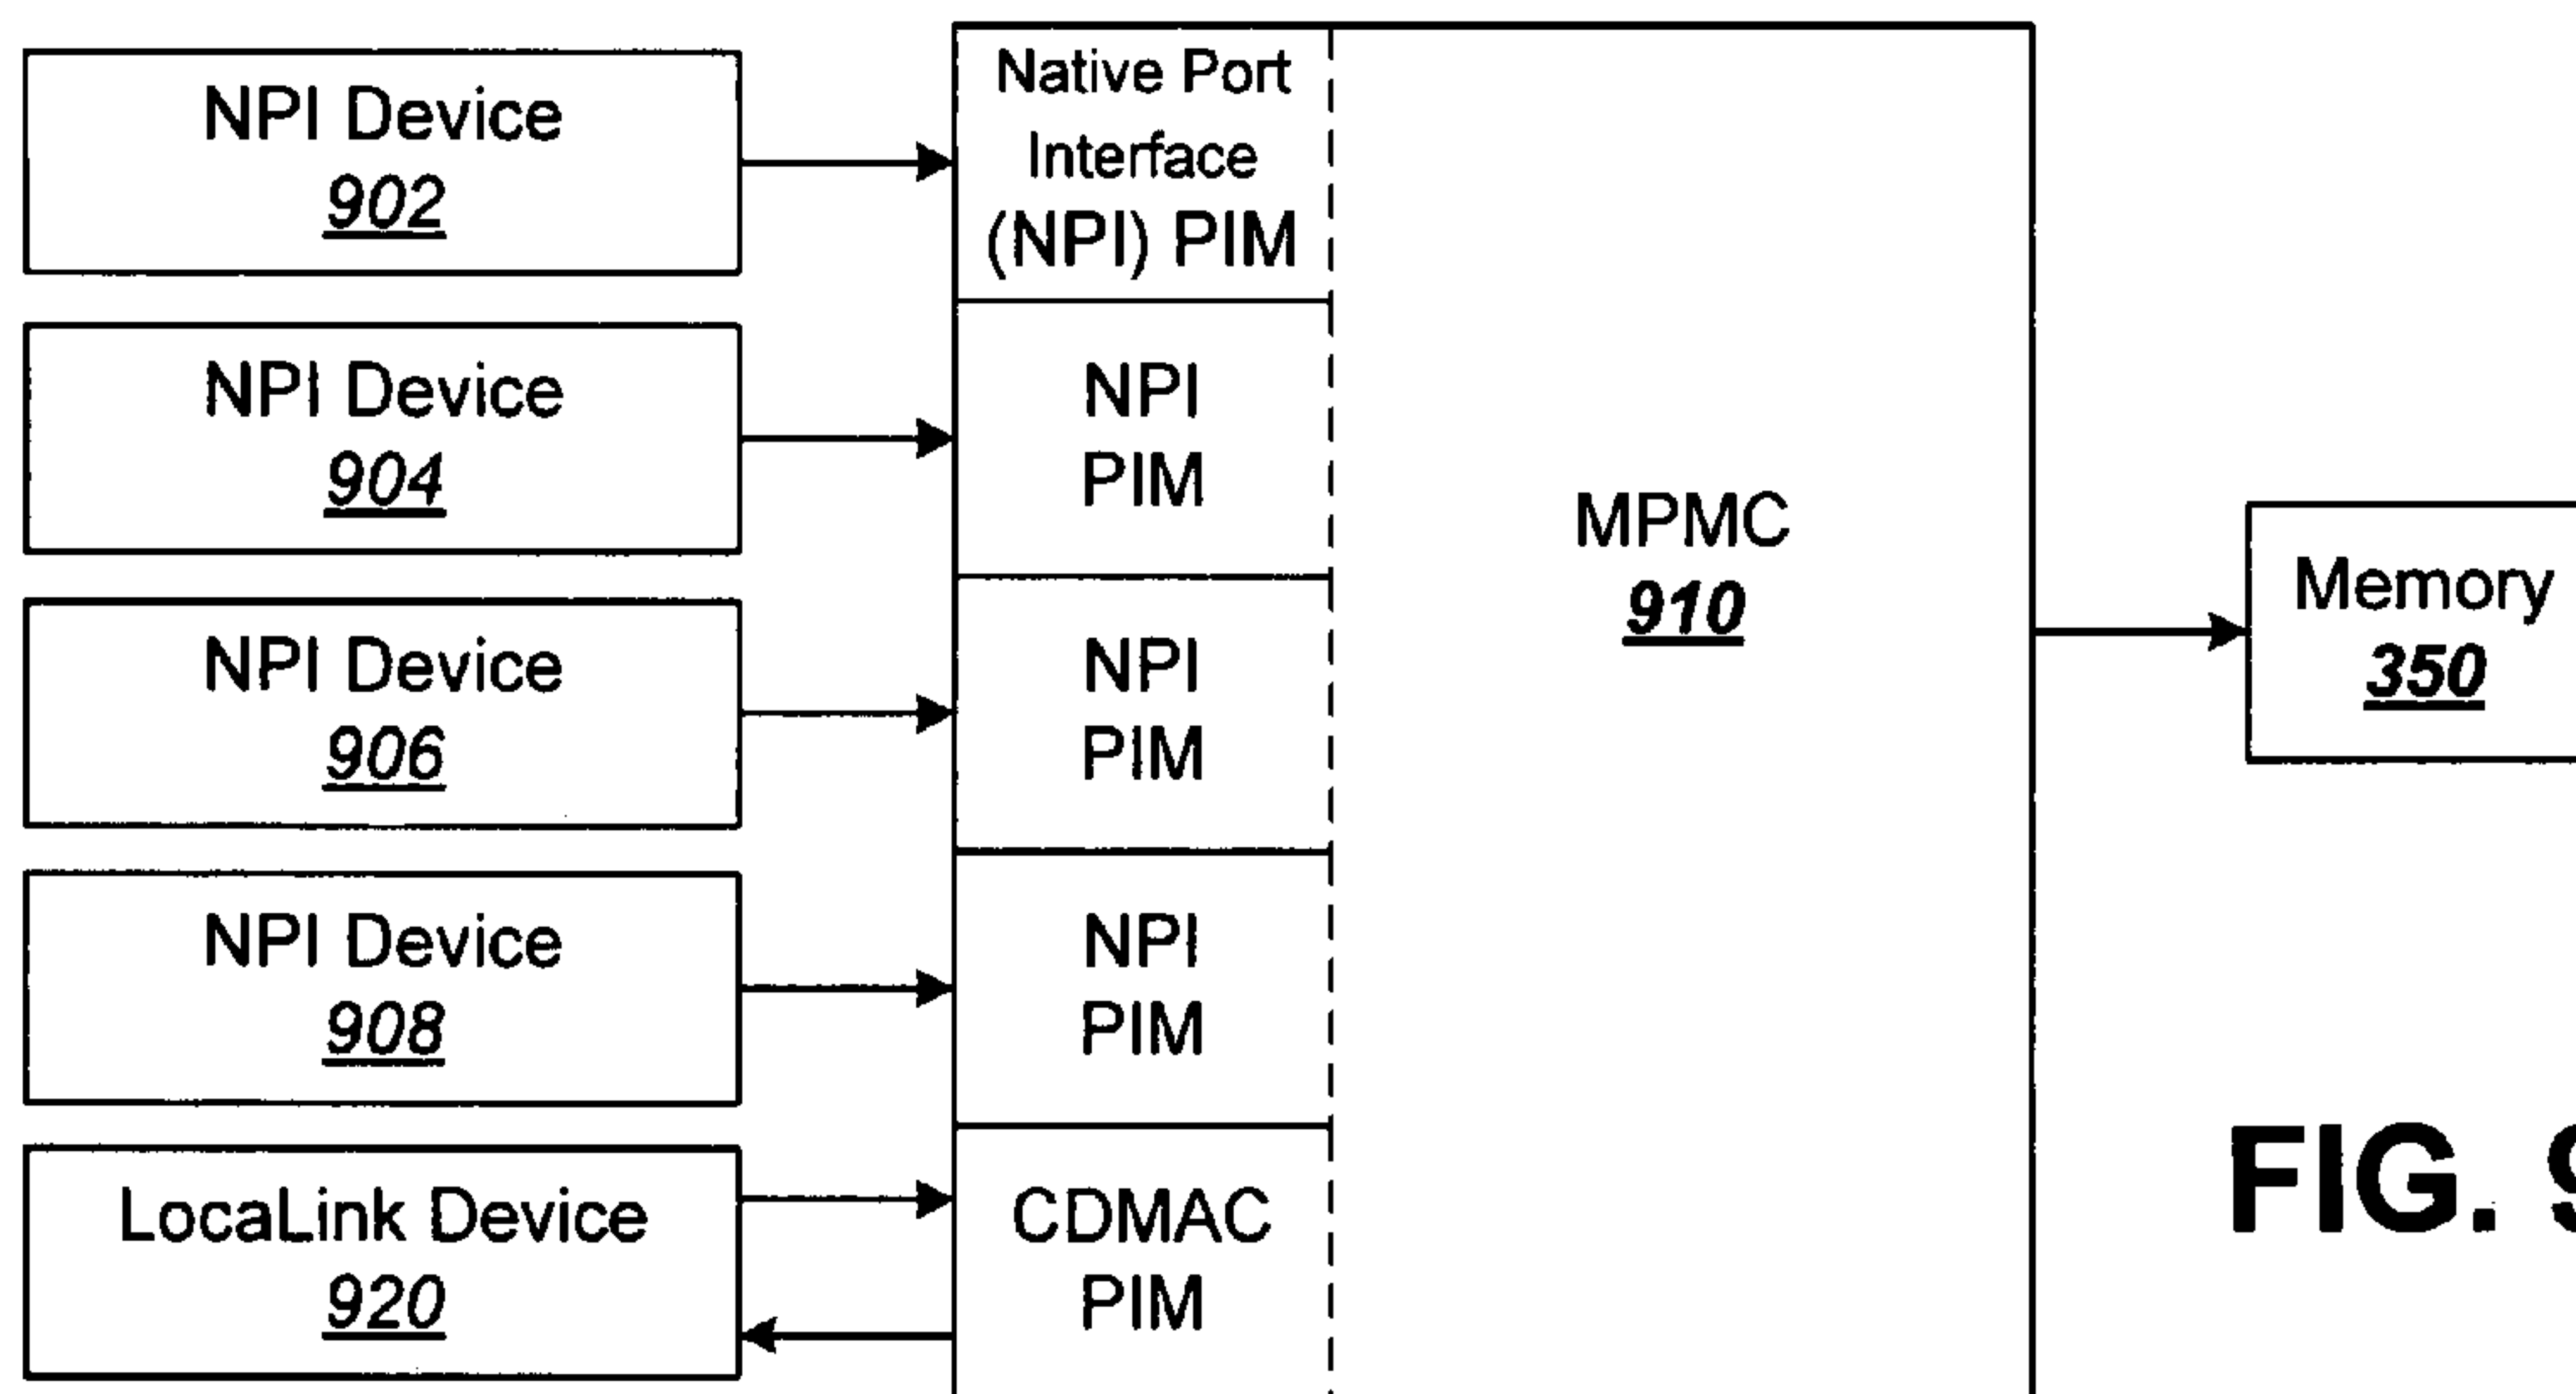 NPI Device
902
Native Port
Interface
(NPI) PIM
NPI Device
904
NPI
PIM
NPI Device
906
NPI
PIM
NPI Device
908
NPI
PIM
LocaLink Device
920
CDMAC
PIM
MPMC
910
Memory
350
FIG. 9